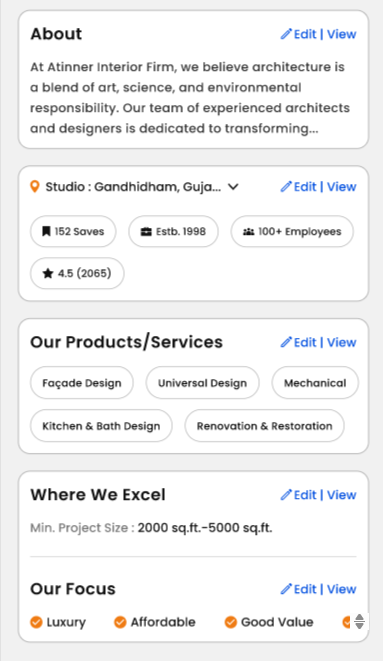 About
Edit | View
At Atinner Interior Firm, we believe architecture is
a blend of art, science, and environmental
responsibility. Our team of experienced architects
and designers is dedicated to transforming...
Studio : Gandhidham, Guja...
Edit | View
152 Saves
Estb. 1998
100+ Employees
4.5 (2065)
Our Products/Services
Edit | View
Façade Design
Universal Design
Mechanical
Kitchen & Bath Design
Renovation & Restoration
Where We Excel
Edit | View
Min. Project Size : 2000 sq.ft.-5000 sq.ft.
Our Focus
Edit | View
Luxury
Affordable
Good Value